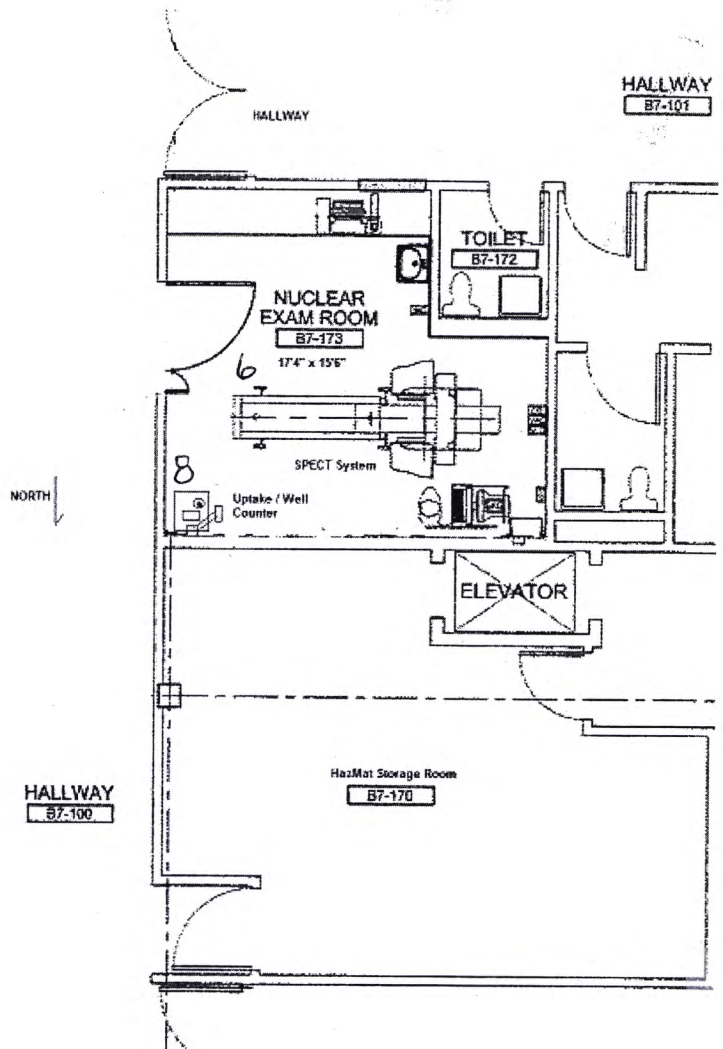 HALLWAY
B7-101
HALLWAY
TOILET
B7-172
NUCLEAR
EXAM ROOM
B7-173
17'4" x 15'6"
6
SPECT System
NORTH
Uptake / Well
Counter
ELEVATOR
HazMat Storage Room
B7-170
HALLWAY
B7-100